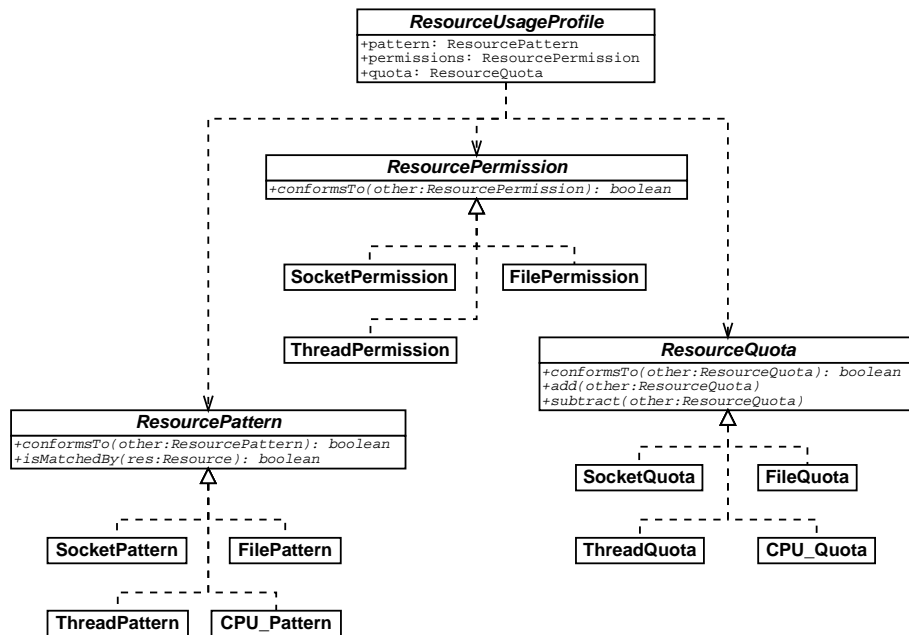 ResourceUsageProfile
+pattern: ResourcePattern
+permissions: ResourcePermission
+quota: ResourceQuota
ResourcePermission
+conformsTo(other:ResourcePermission): boolean
SocketPermission
FilePermission
ThreadPermission
ResourceQuota
+conformsTo(other:ResourceQuota): boolean
+add(other:ResourceQuota)
+subtract(other:ResourceQuota)
ResourcePattern
+conformsTo(other:ResourcePattern): boolean
+isMatchedBy(res:Resource): boolean
SocketQuota
FileQuota
SocketPattern
FilePattern
ThreadQuota
CPU_Quota
ThreadPattern
CPU_Pattern